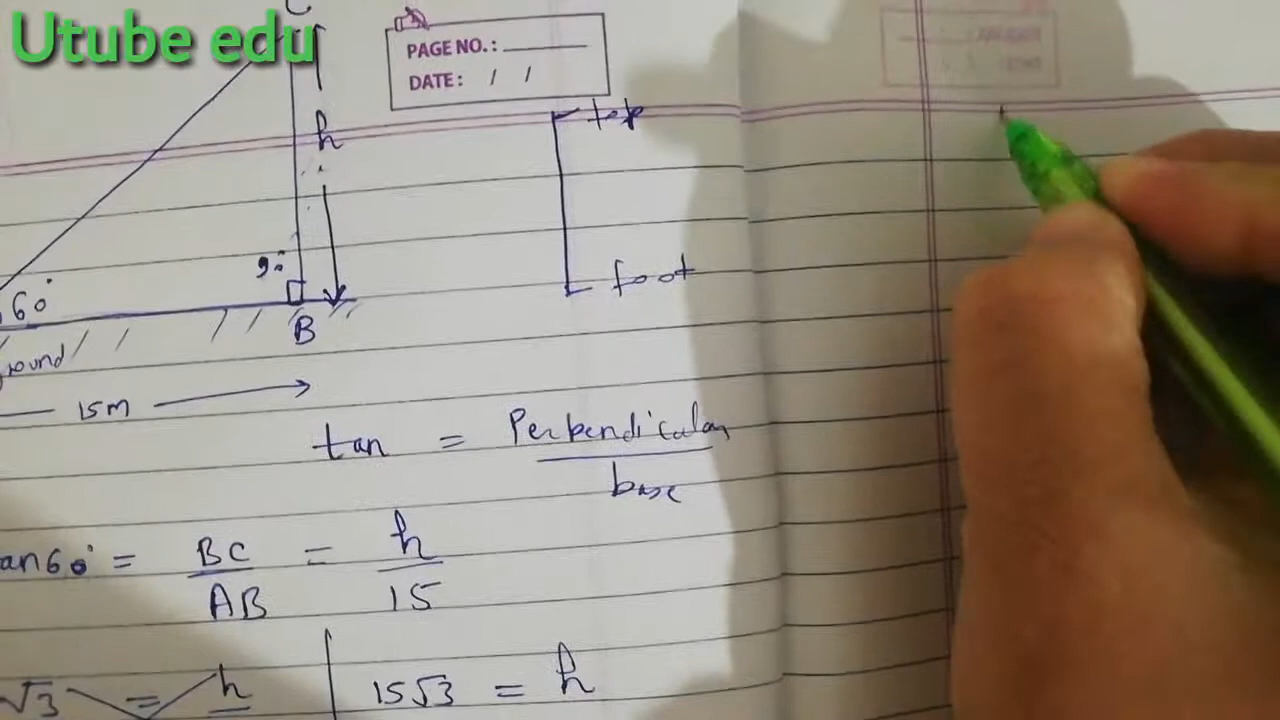 C
Utube edu
PAGE NO.:
DATE: / /
h
top
90°
foot
60°
B
ground
15m
tan = Perpendicular
base
an60° = BC = h
AB 15
√3 = h
15√3 = h